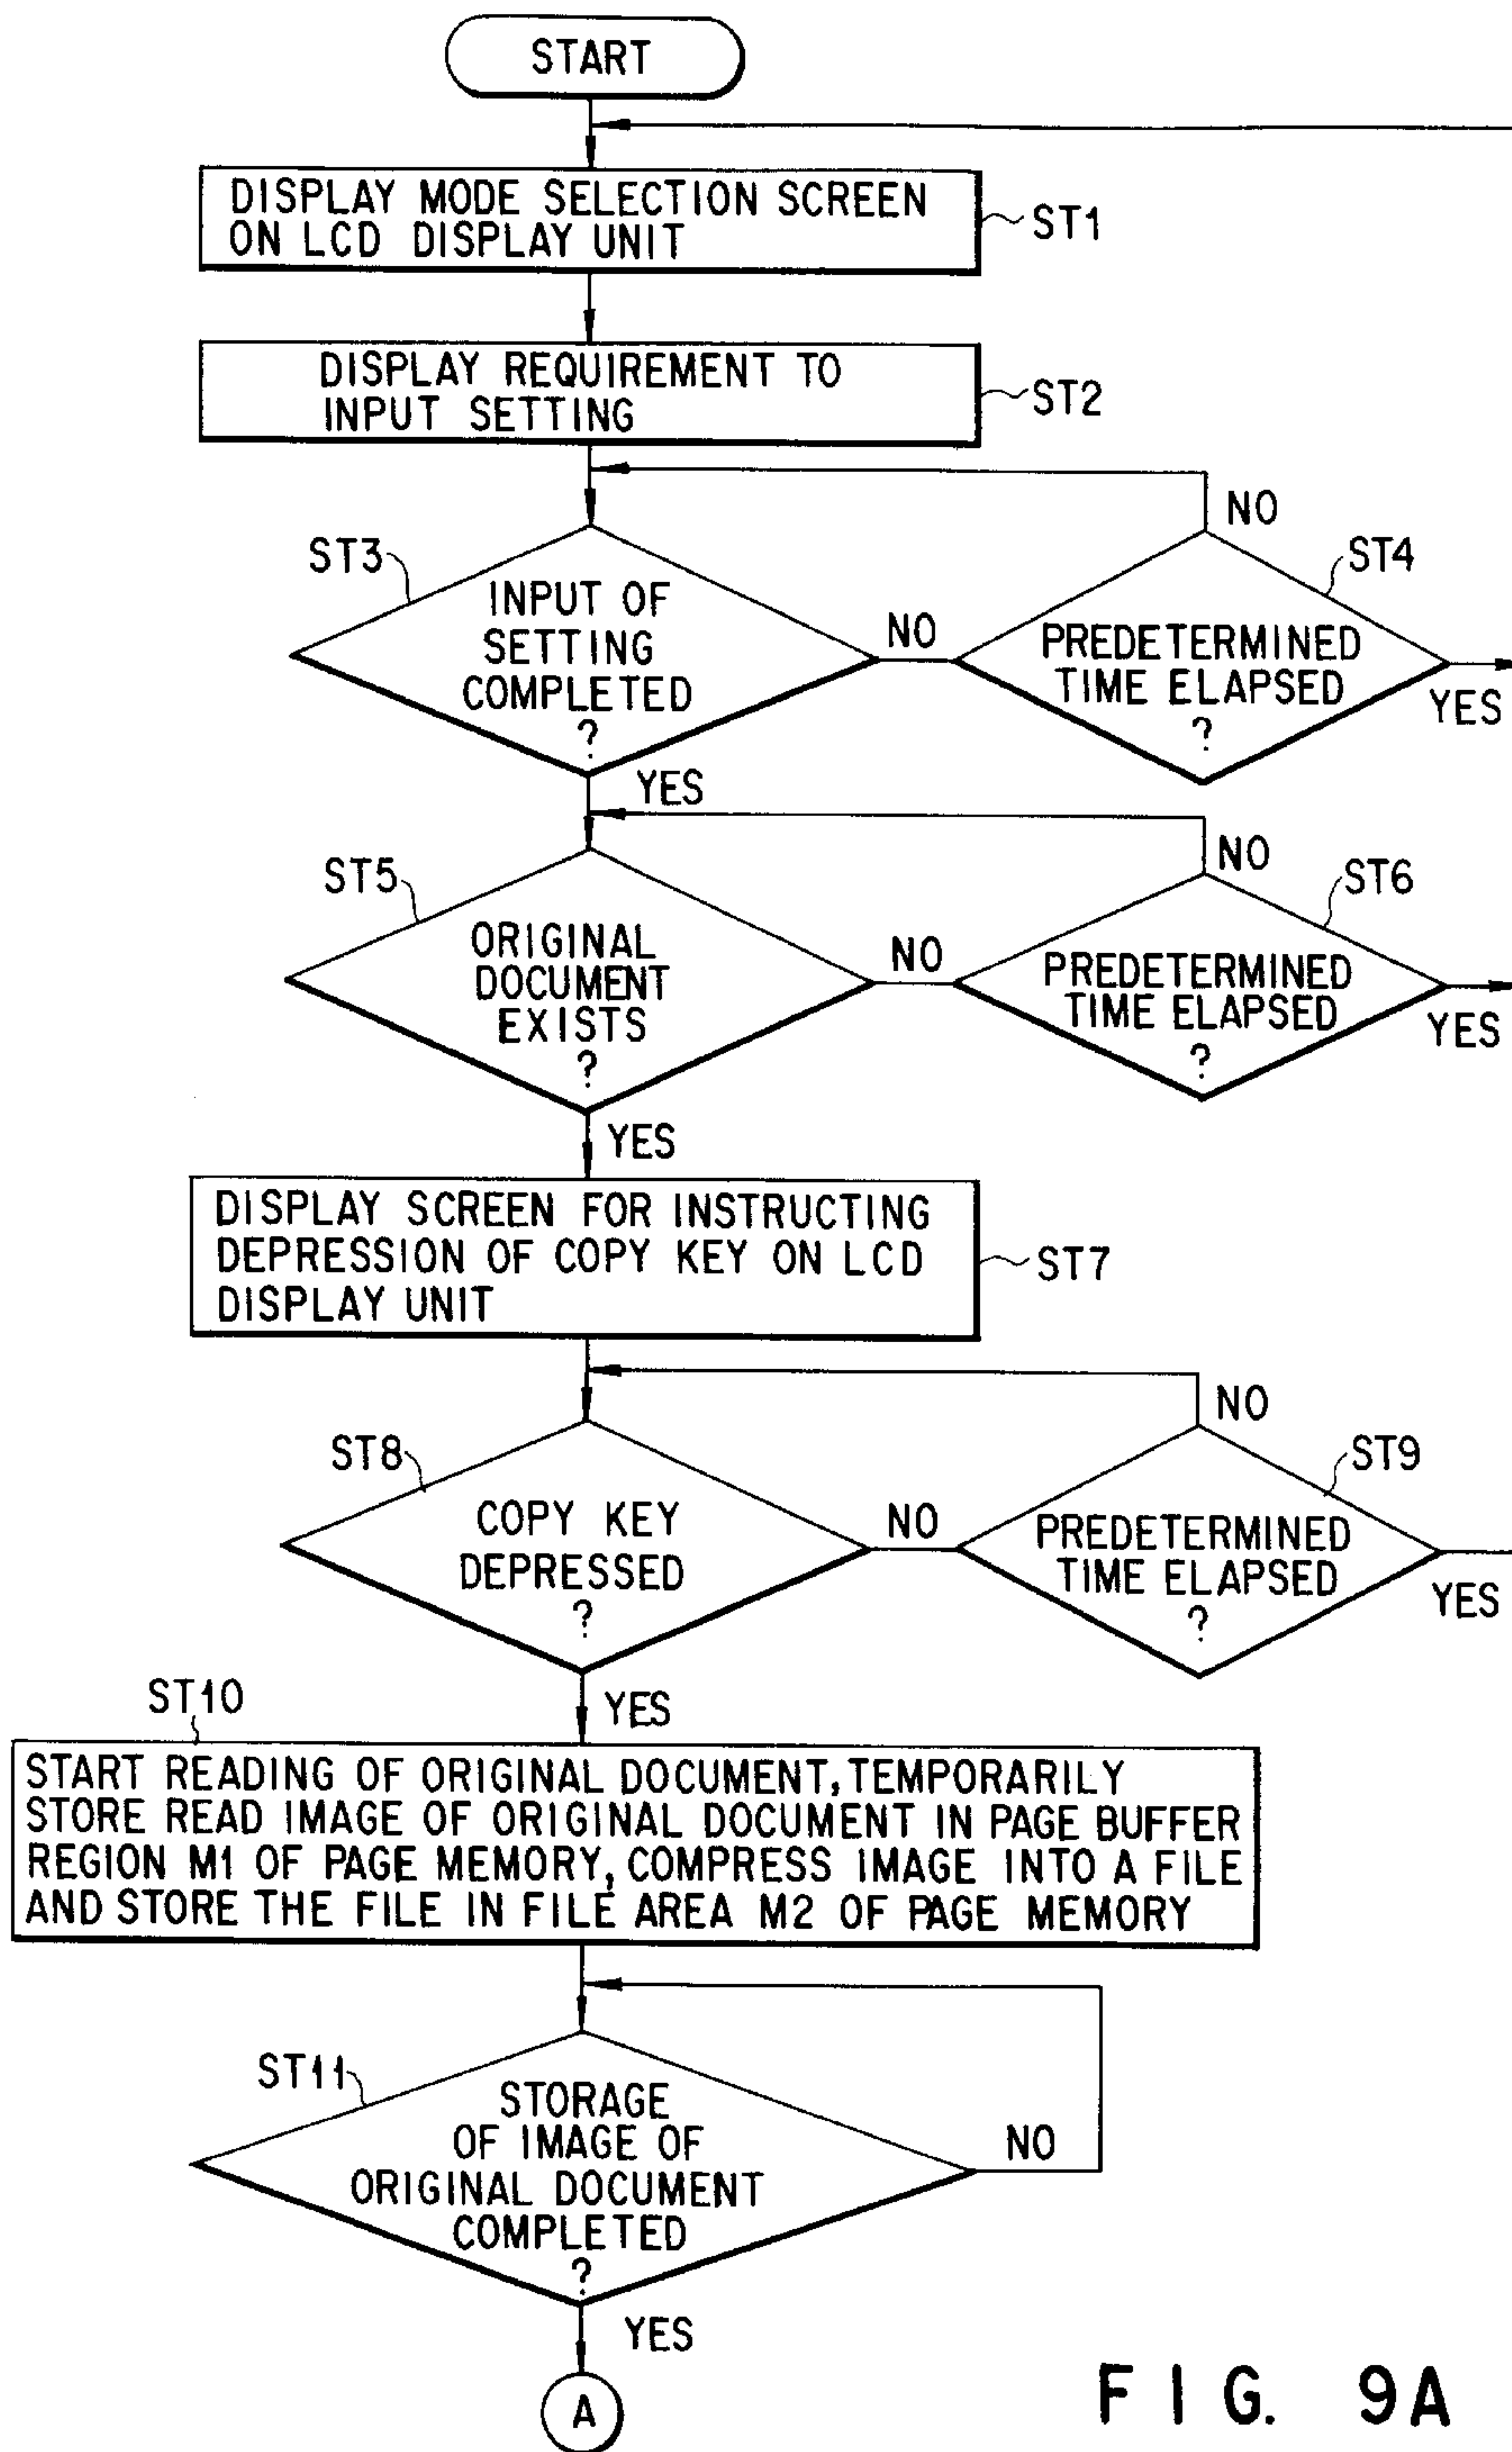 START
DISPLAY MODE SELECTION SCREEN
ON LCD DISPLAY UNIT
ST1
DISPLAY REQUIREMENT TO
INPUT SETTING
ST2
NO
ST3
ST4
INPUT OF
SETTING
COMPLETED
?
NO
PREDETERMINED
TIME ELAPSED
?
YES
YES
NO
ST5
ST6
ORIGINAL
DOCUMENT
EXISTS
?
NO
PREDETERMINED
TIME ELAPSED
?
YES
YES
DISPLAY SCREEN FOR INSTRUCTING
DEPRESSION OF COPY KEY ON LCD
DISPLAY UNIT
ST7
NO
ST8
ST9
COPY KEY
DEPRESSED
?
NO
PREDETERMINED
TIME ELAPSED
?
YES
YES
ST10
START READING OF ORIGINAL DOCUMENT, TEMPORARILY
STORE READ IMAGE OF ORIGINAL DOCUMENT IN PAGE BUFFER
REGION M1 OF PAGE MEMORY, COMPRESS IMAGE INTO A FILE
AND STORE THE FILE IN FILE AREA M2 OF PAGE MEMORY
ST11
STORAGE
OF IMAGE OF
ORIGINAL DOCUMENT
COMPLETED
?
NO
YES
A
FIG. 9A